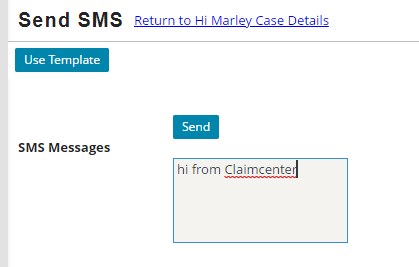 Send SMS Return to Hi Marley Case Details
Use Template
Send
SMS Messages
hi from Claimcenter